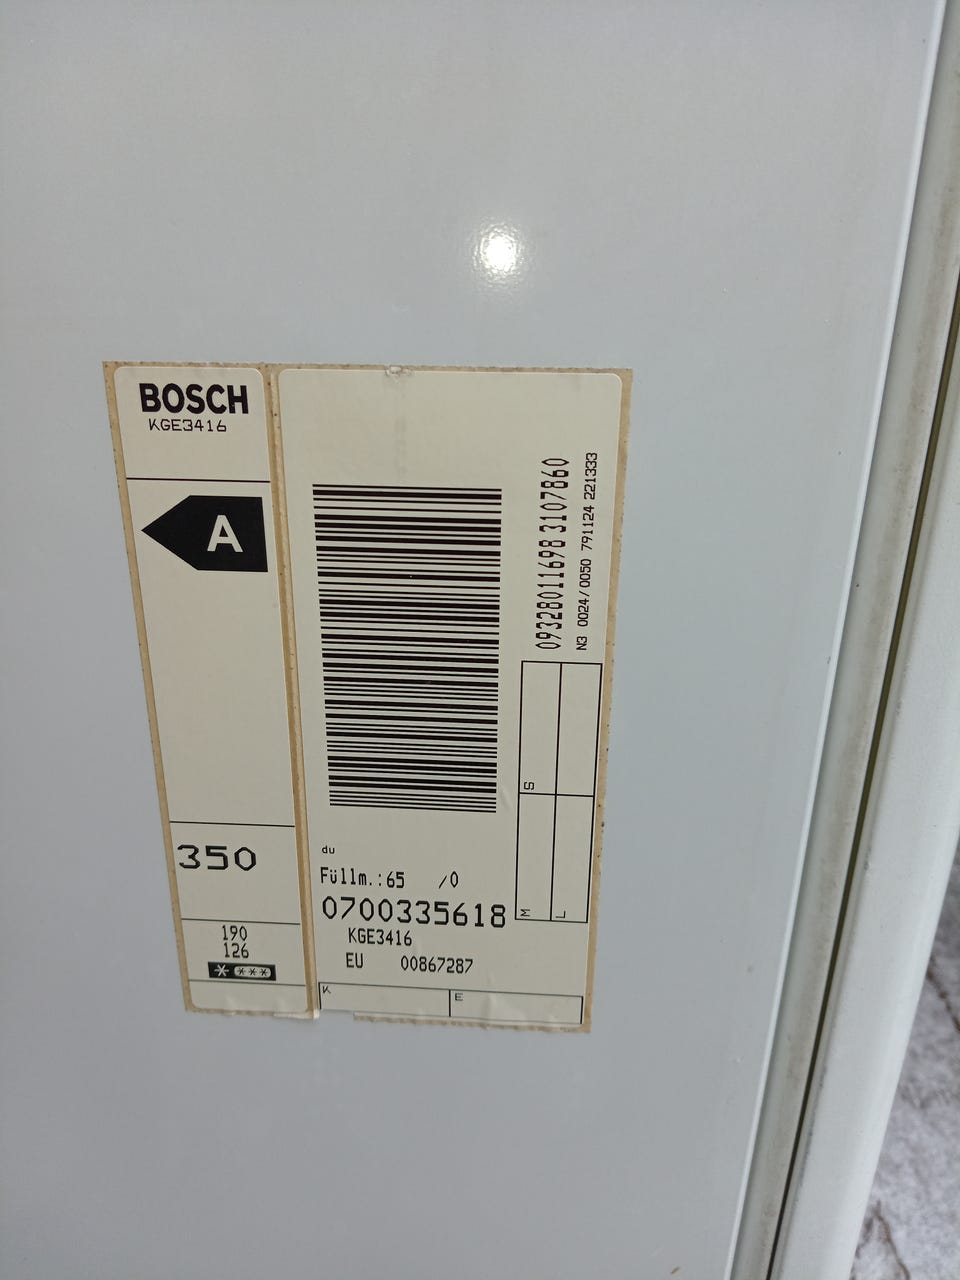 BOSCH
KGE3416
A
350
190
126
09328011698 3107860
N3 0024/0050 791124 221333
S
M
L
du
Füllm.:65 /0
0700335618
KGE3416
EU 00867287
K
E